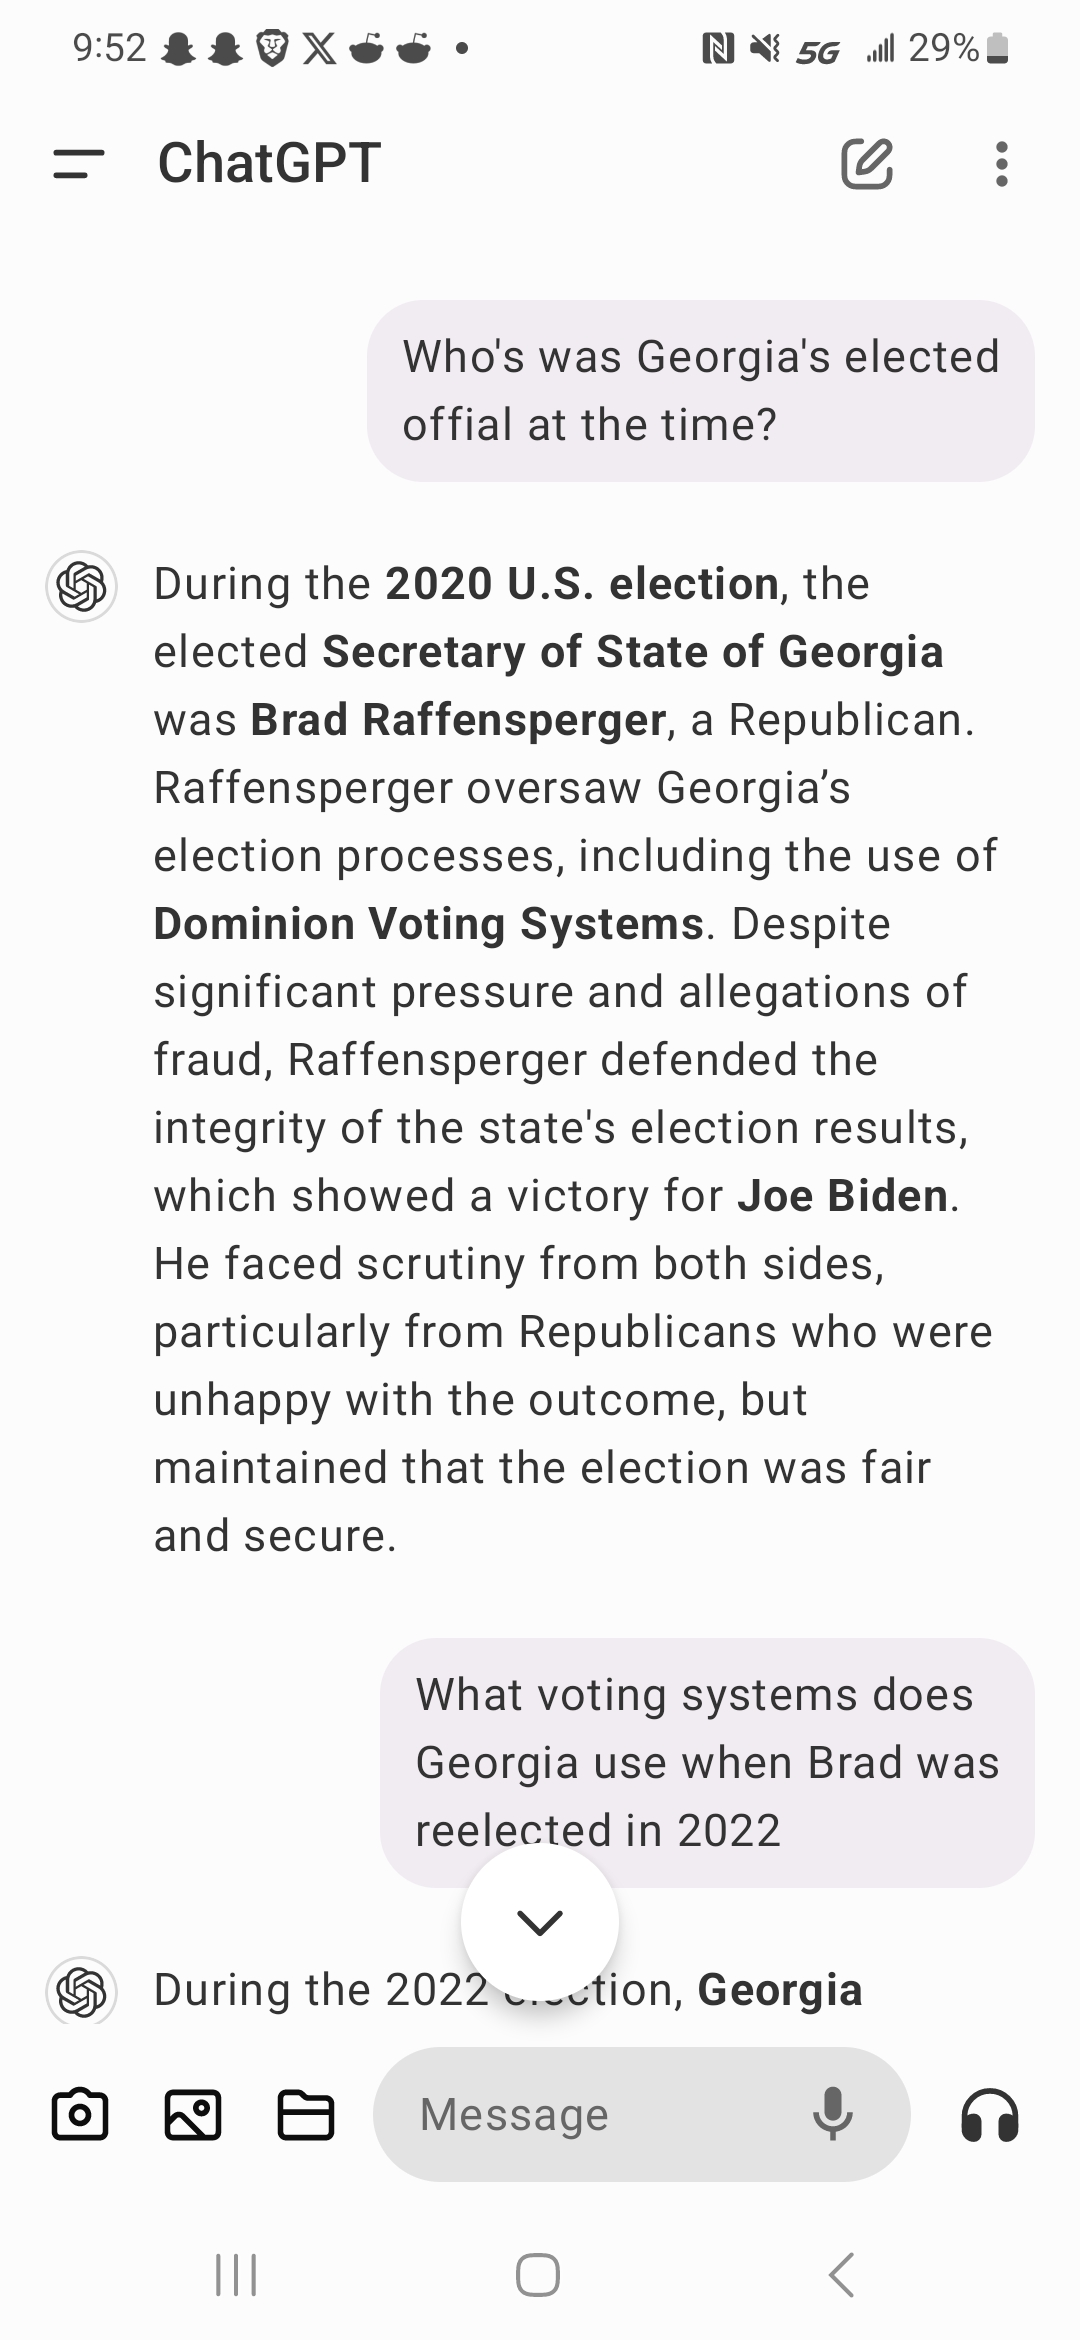 9:52
5G
29%
ChatGPT
Who's was Georgia's elected
offial at the time?
During the 2020 U.S. election, the
elected Secretary of State of Georgia
was Brad Raffensperger, a Republican.
Raffensperger oversaw Georgia’s
election processes, including the use of
Dominion Voting Systems. Despite
significant pressure and allegations of
fraud, Raffensperger defended the
integrity of the state's election results,
which showed a victory for Joe Biden.
He faced scrutiny from both sides,
particularly from Republicans who were
unhappy with the outcome, but
maintained that the election was fair
and secure.
What voting systems does
Georgia use when Brad was
reelected in 2022
During the 2022 election, Georgia
Message